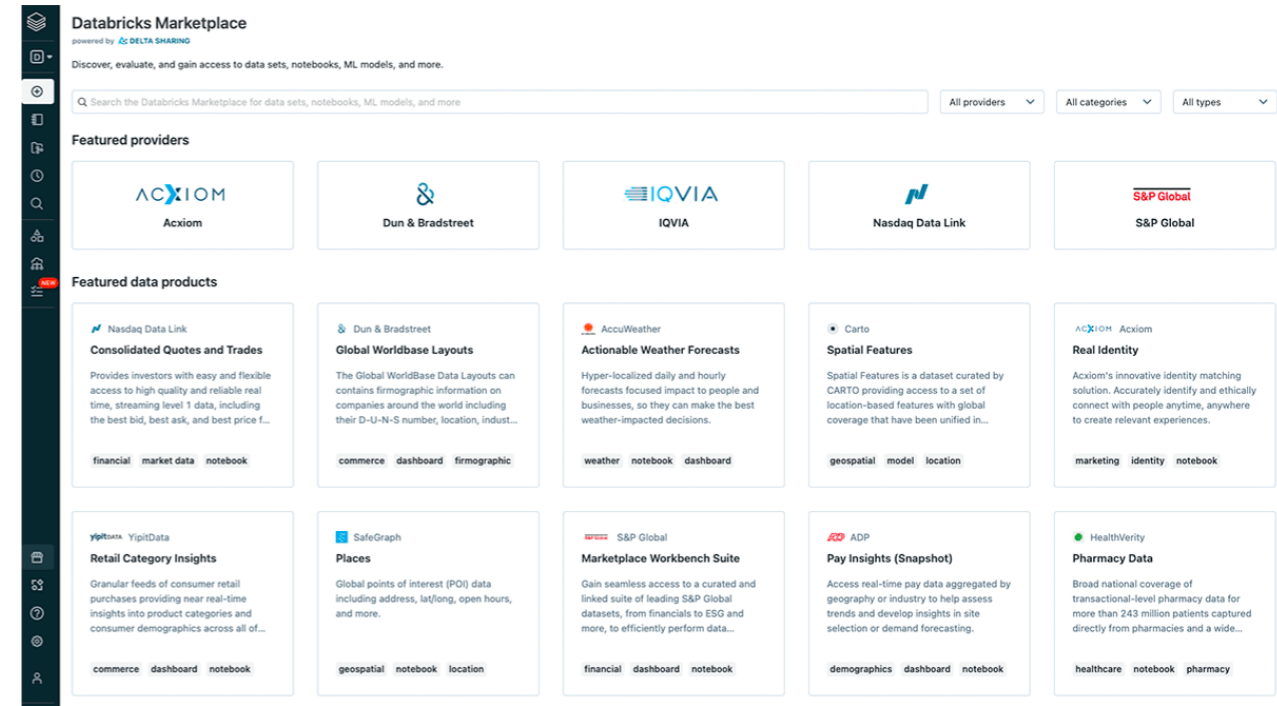 Databricks Marketplace
powered by DELTA SHARING
D
Discover, evaluate, and gain access to data sets, notebooks, ML models, and more.
Search the Databricks Marketplace for data sets, notebooks, ML models, and more
All providers
All categories
All types
Featured providers
ACXIOM
IQVIA
S&P Global
Acxiom
Dun & Bradstreet
IQVIA
Nasdaq Data Link
S&P Global
NEW
Featured data products
Nasdaq Data Link
Consolidated Quotes and Trades
Provides investors with easy and flexible
access to high quality and reliable real
time, streaming level 1 data, including
the best bid, best ask, and best price f...
financial market data notebook
Dun & Bradstreet
Global Worldbase Layouts
The Global WorldBase Data Layouts can
contains firmographic information on
companies around the world including
their D-U-N-S number, location, indust...
commerce dashboard firmographic
AccuWeather
Actionable Weather Forecasts
Hyper-localized daily and hourly
forecasts focused impact to people and
businesses, so they can make the best
weather-impacted decisions.
weather notebook dashboard
Carto
Spatial Features
Spatial Features is a dataset curated by
CARTO providing access to a set of
location-based features with global
coverage that have been unified in...
geospatial model location
ACXIOM Acxiom
Real Identity
Acxiom's innovative identity matching
solution. Accurately identify and ethically
connect with people anytime, anywhere
to create relevant experiences.
marketing identity notebook
yipitDATA YipitData
Retail Category Insights
Granular feeds of consumer retail
purchases providing near real-time
insights into product categories and
consumer demographics across all of...
commerce dashboard notebook
SafeGraph
Places
Global points of interest (POI) data
including address, lat/long, open hours,
and more.
geospatial notebook location
S&P Global S&P Global
Marketplace Workbench Suite
Gain seamless access to a curated and
linked suite of leading S&P Global
datasets, from financials to ESG and
more, to efficiently perform data...
financial dashboard notebook
ADP ADP
Pay Insights (Snapshot)
Access real-time pay data aggregated by
geography or industry to help assess
trends and develop insights in site
selection or demand forecasting.
demographics dashboard notebook
HealthVerity
Pharmacy Data
Broad national coverage of
transactional-level pharmacy data for
more than 243 million patients captured
directly from pharmacies and a wide...
healthcare notebook pharmacy